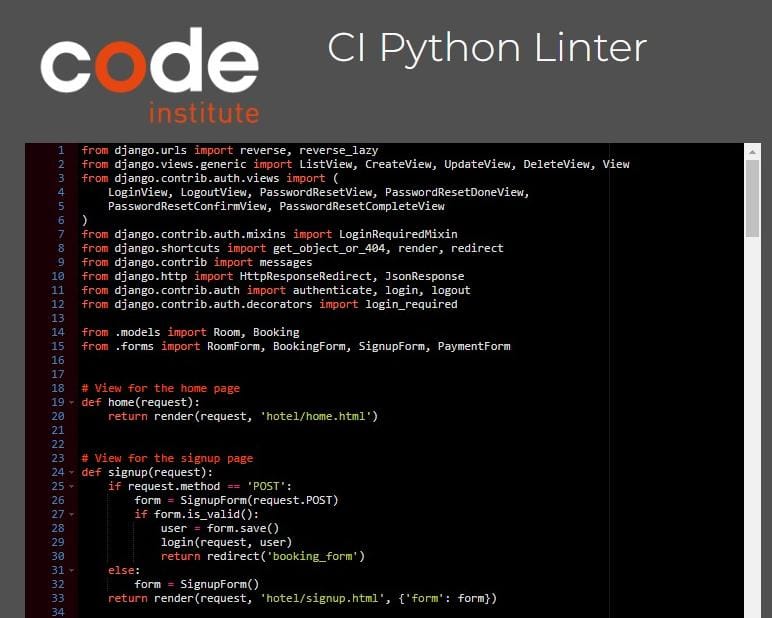 code
institute
CI Python Linter
1 from django.urls import reverse, reverse_lazy
2 from django.views.generic import ListView, CreateView, UpdateView, DeleteView, View
3 from django.contrib.auth.views import (
4     LoginView, LogoutView, PasswordResetView, PasswordResetDoneView,
5     PasswordResetConfirmView, PasswordResetCompleteView
6 )
7 from django.contrib.auth.mixins import LoginRequiredMixin
8 from django.shortcuts import get_object_or_404, render, redirect
9 from django.contrib import messages
10 from django.http import HttpResponseRedirect, JsonResponse
11 from django.contrib.auth import authenticate, login, logout
12 from django.contrib.auth.decorators import login_required
13
14 from .models import Room, Booking
15 from .forms import RoomForm, BookingForm, SignupForm, PaymentForm
16
17
18 # View for the home page
19 def home(request):
20     return render(request, 'hotel/home.html')
21
22
23 # View for the signup page
24 def signup(request):
25     if request.method == 'POST':
26         form = SignupForm(request.POST)
27         if form.is_valid():
28             user = form.save()
29             login(request, user)
30             return redirect('booking_form')
31     else:
32         form = SignupForm()
33     return render(request, 'hotel/signup.html', {'form': form})
34